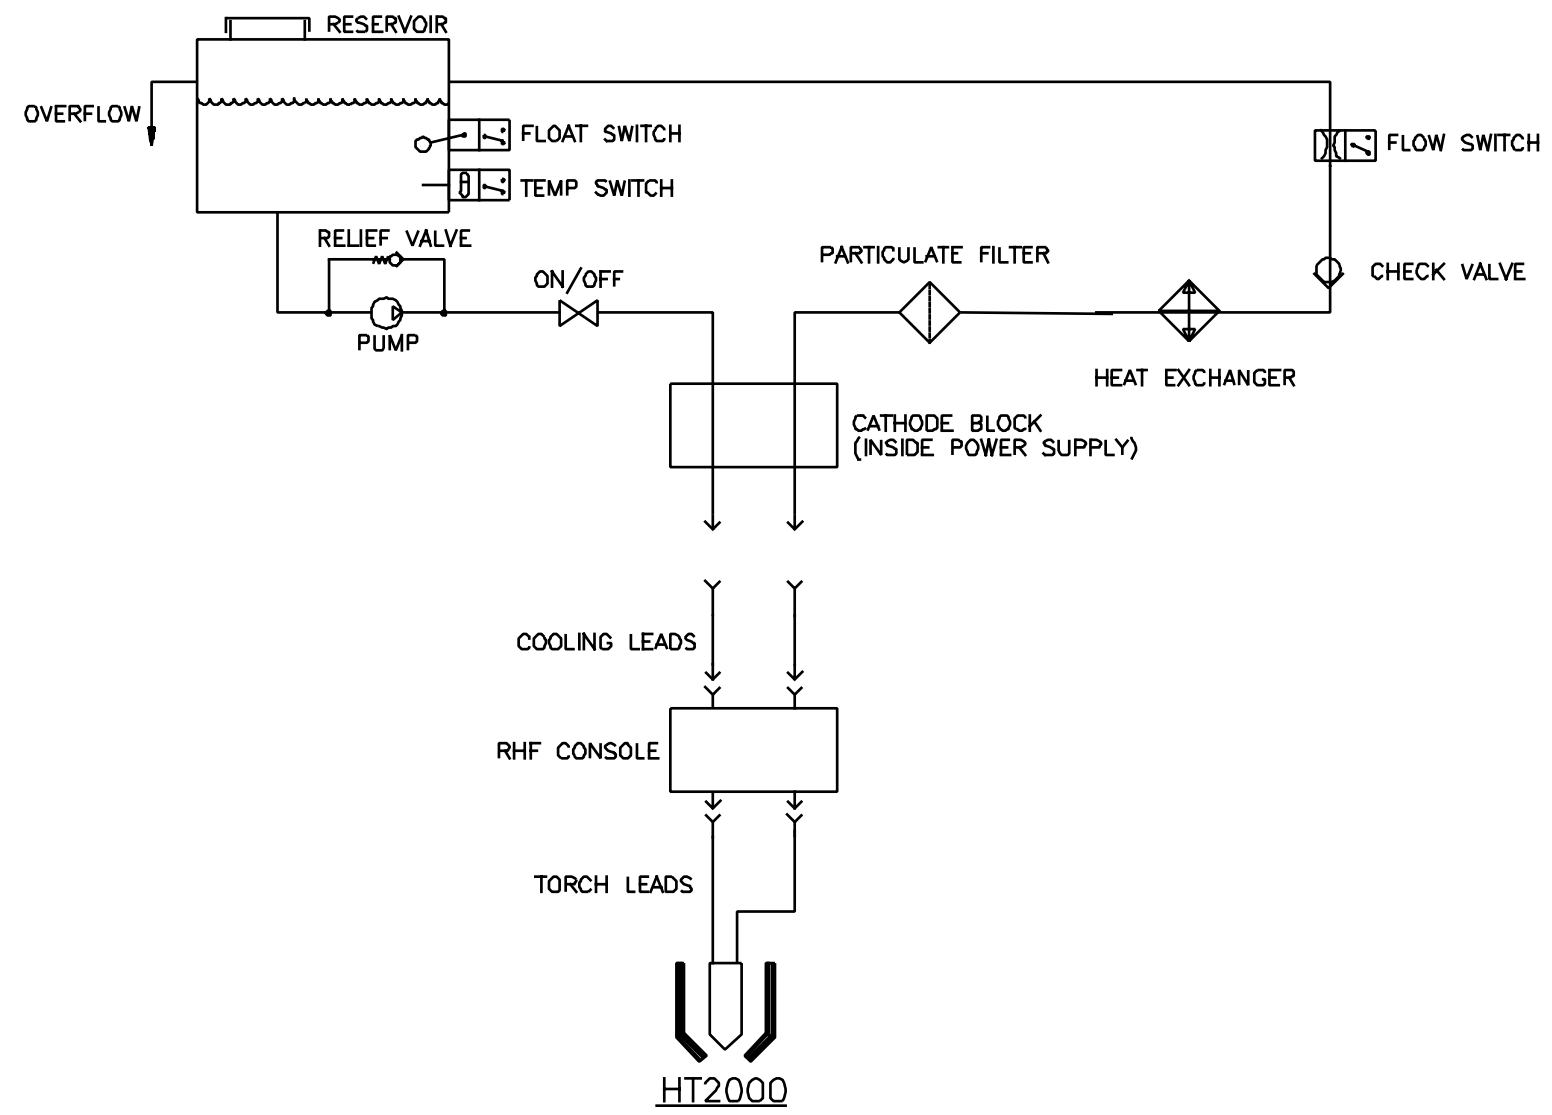 RESERVOIR
OVERFLOW
FLOAT SWITCH
FLOW SWITCH
TEMP SWITCH
RELIEF VALVE
PARTICULATE FILTER
ON/OFF
CHECK VALVE
PUMP
HEAT EXCHANGER
CATHODE BLOCK
(INSIDE POWER SUPPLY)
COOLING LEADS
RHF CONSOLE
TORCH LEADS
HT2000